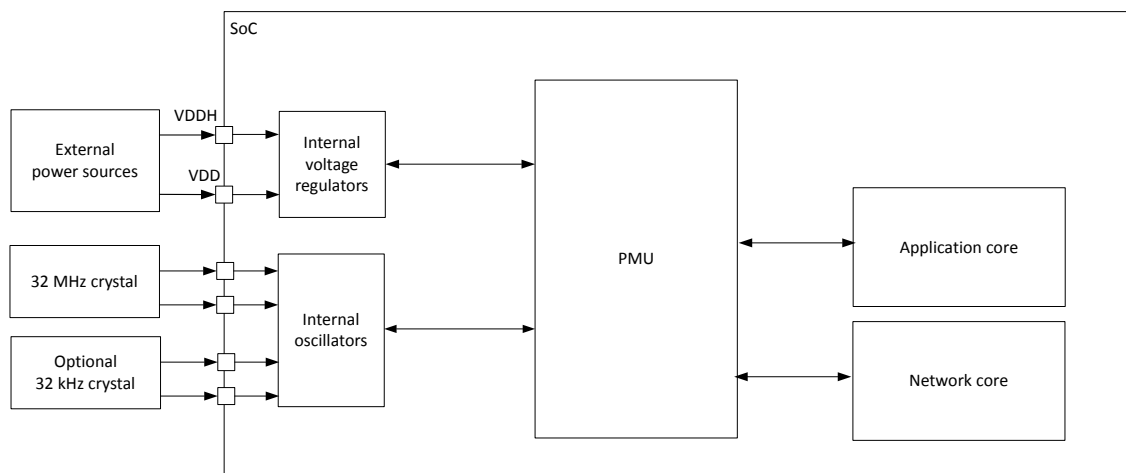 SoC
VDDH
External
power sources
VDD
Internal
voltage
regulators
32 MHz crystal
Optional
32 kHz crystal
Internal
oscillators
PMU
Application core
Network core